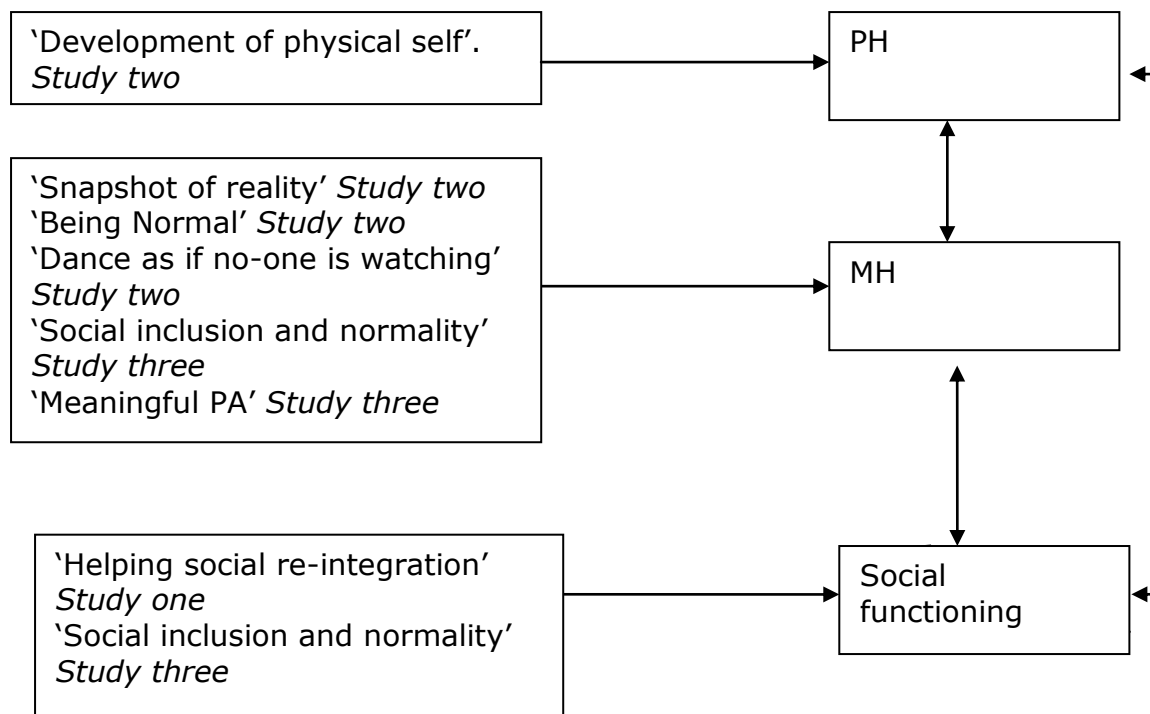 ‘Development of physical self’.
Study two
PH
‘Snapshot of reality’ Study two
‘Being Normal’ Study two
‘Dance as if no-one is watching’
Study two
‘Social inclusion and normality’
Study three
‘Meaningful PA’ Study three
MH
‘Helping social re-integration’
Study one
‘Social inclusion and normality’
Study three
Social
functioning